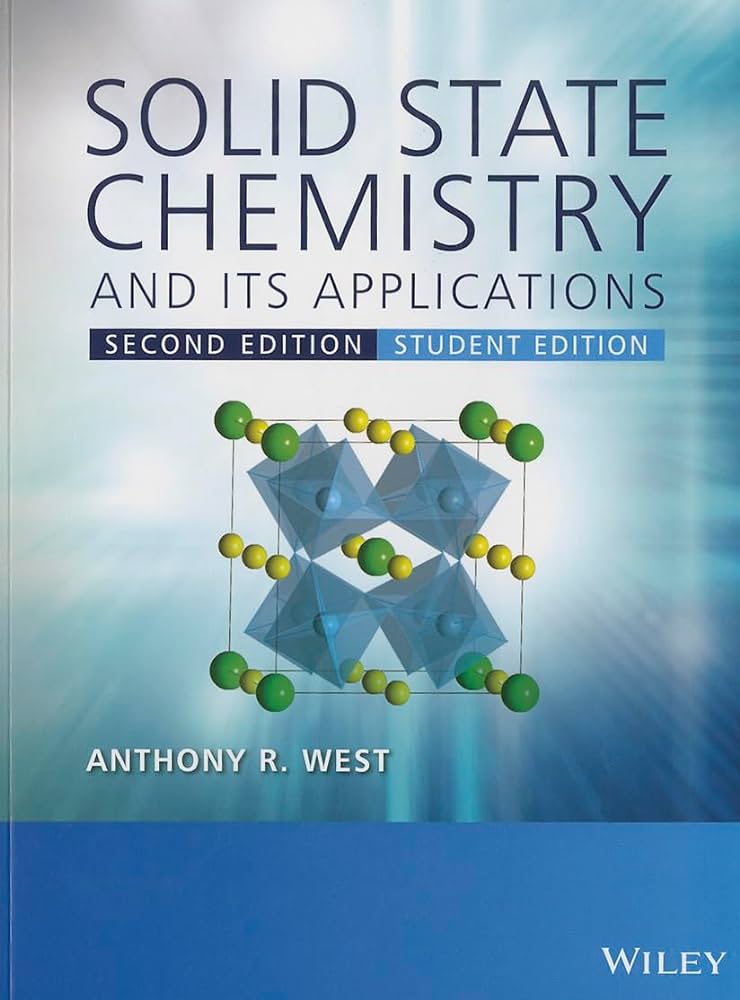 SOLID STATE
CHEMISTRY
AND ITS APPLICATIONS
SECOND EDITION STUDENT EDITION
ANTHONY R. WEST
WILEY